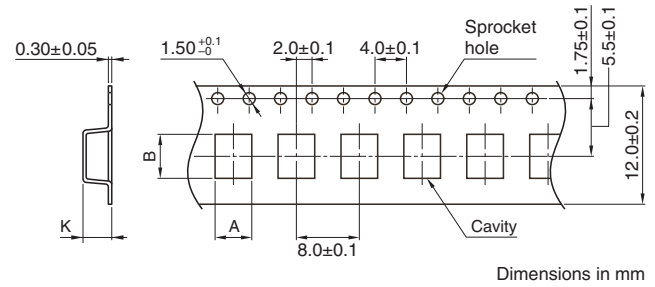 0.30±0.05
1.50 +0.1 −0
2.0±0.1
4.0±0.1
Sprocket
hole
1.75±0.1
5.5±0.1
12.0±0.2
B
K
A
8.0±0.1
Cavity
Dimensions in mm